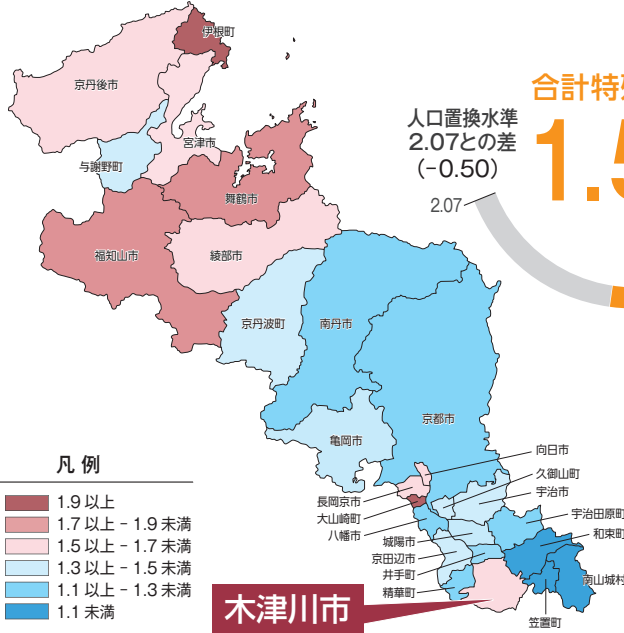 伊根町
京丹後市
宮津市
与謝野町
舞鶴市
福知山市
綾部市
京丹波町
南丹市
京都市
亀岡市
人口置換水準
2.07との差
(−0.50)
2.07
合計特
1.5
向日市
久御山町
宇治市
宇治田原町
和束町
南山城村
笠置町
長岡京市
大山崎町
八幡市
城陽市
京田辺市
井手町
精華町
木津川市
凡例
1.9 以上
1.7 以上 − 1.9 未満
1.5 以上 − 1.7 未満
1.3 以上 − 1.5 未満
1.1 以上 − 1.3 未満
1.1 未満